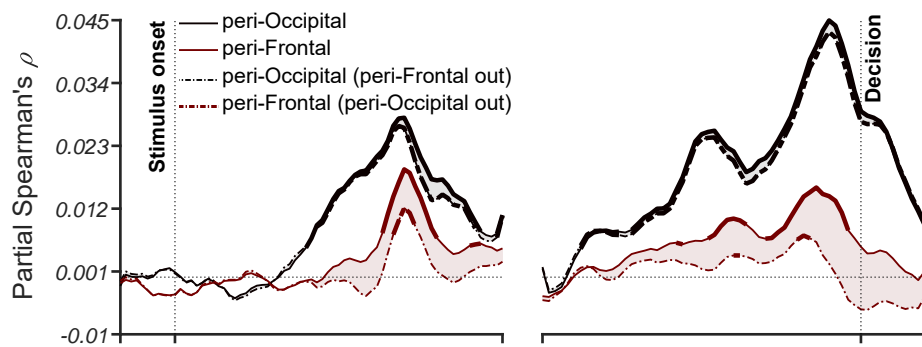 Partial Spearman's ρ
0.045
0.034
0.023
0.012
0.001
-0.01
Stimulus onset
peri-Occipital
peri-Frontal
peri-Occipital (peri-Frontal out)
peri-Frontal (peri-Occipital out)
Decision